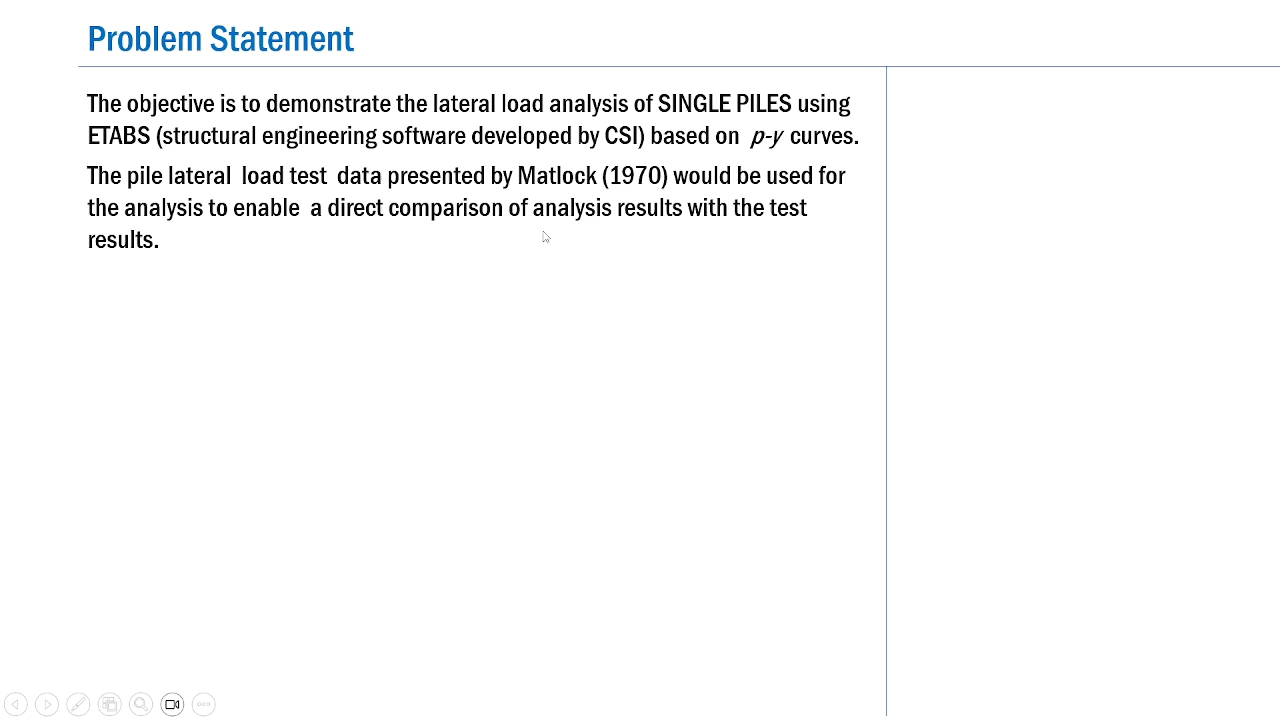 Problem Statement
The objective is to demonstrate the lateral load analysis of SINGLE PILES using
ETABS (structural engineering software developed by CSI) based on p-y curves.
The pile lateral load test data presented by Matlock (1970) would be used for
the analysis to enable a direct comparison of analysis results with the test
results.